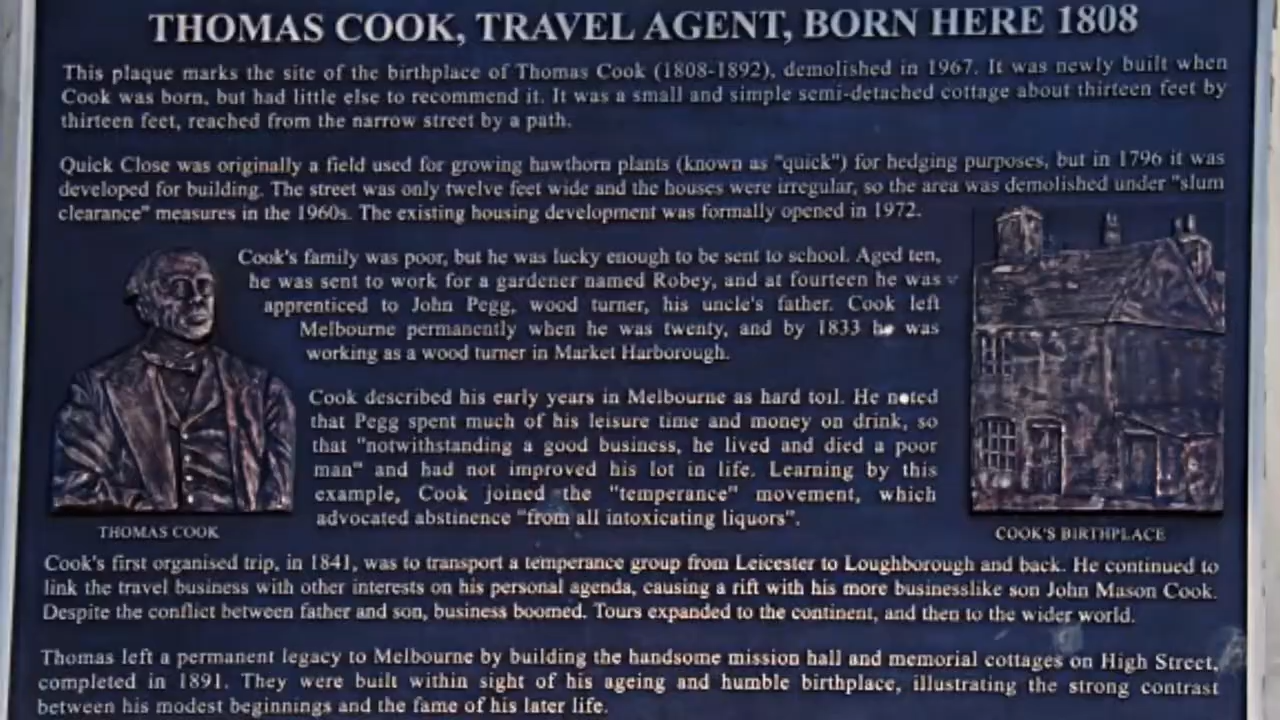 THOMAS COOK, TRAVEL AGENT, BORN HERE 1808
This plaque marks the site of the birthplace of Thomas Cook (1808-1892), demolished in 1967. It was newly built when
Cook was born, but had little else to recommend it. It was a small and simple semi-detached cottage about thirteen feet by
thirteen feet, reached from the narrow street by a path.
Quick Close was originally a field used for growing hawthorn plants (known as "quick") for hedging purposes, but in 1796 it was
developed for building. The street was only twelve feet wide and the houses were irregular, so the area was demolished under "slum
clearance" measures in the 1960s. The existing housing development was formally opened in 1972.
Cook's family was poor, but he was lucky enough to be sent to school. Aged ten,
he was sent to work for a gardener named Robey, and at fourteen he was
apprenticed to John Pegg, wood turner, his uncle's father. Cook left
Melbourne permanently when he was twenty, and by 1833 he was
working as a wood turner in Market Harborough.
Cook described his early years in Melbourne as hard toil. He noted
that Pegg spent much of his leisure time and money on drink, so
that "notwithstanding a good business, he lived and died a poor
man" and had not improved his lot in life. Learning by this
example, Cook joined the "temperance" movement, which
advocated abstinence "from all intoxicating liquors".
THOMAS COOK
COOK'S BIRTHPLACE
Cook's first organised trip, in 1841, was to transport a temperance group from Leicester to Loughborough and back. He continued to
link the travel business with other interests on his personal agenda, causing a rift with his more businesslike son John Mason Cook.
Despite the conflict between father and son, business boomed. Tours expanded to the continent, and then to the wider world.
Thomas left a permanent legacy to Melbourne by building the handsome mission hall and memorial cottages on High Street,
completed in 1891. They were built within sight of his ageing and humble birthplace, illustrating the strong contrast
between his modest beginnings and the fame of his later life.